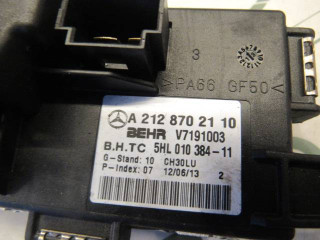 3
>PA66 GF50<
A 212 870 21 10
BEHR V7191003
B.H.TC 5HL 010 384-11
G-Stand: 10 CH30LU
P-Index: 07 12/06/13 2